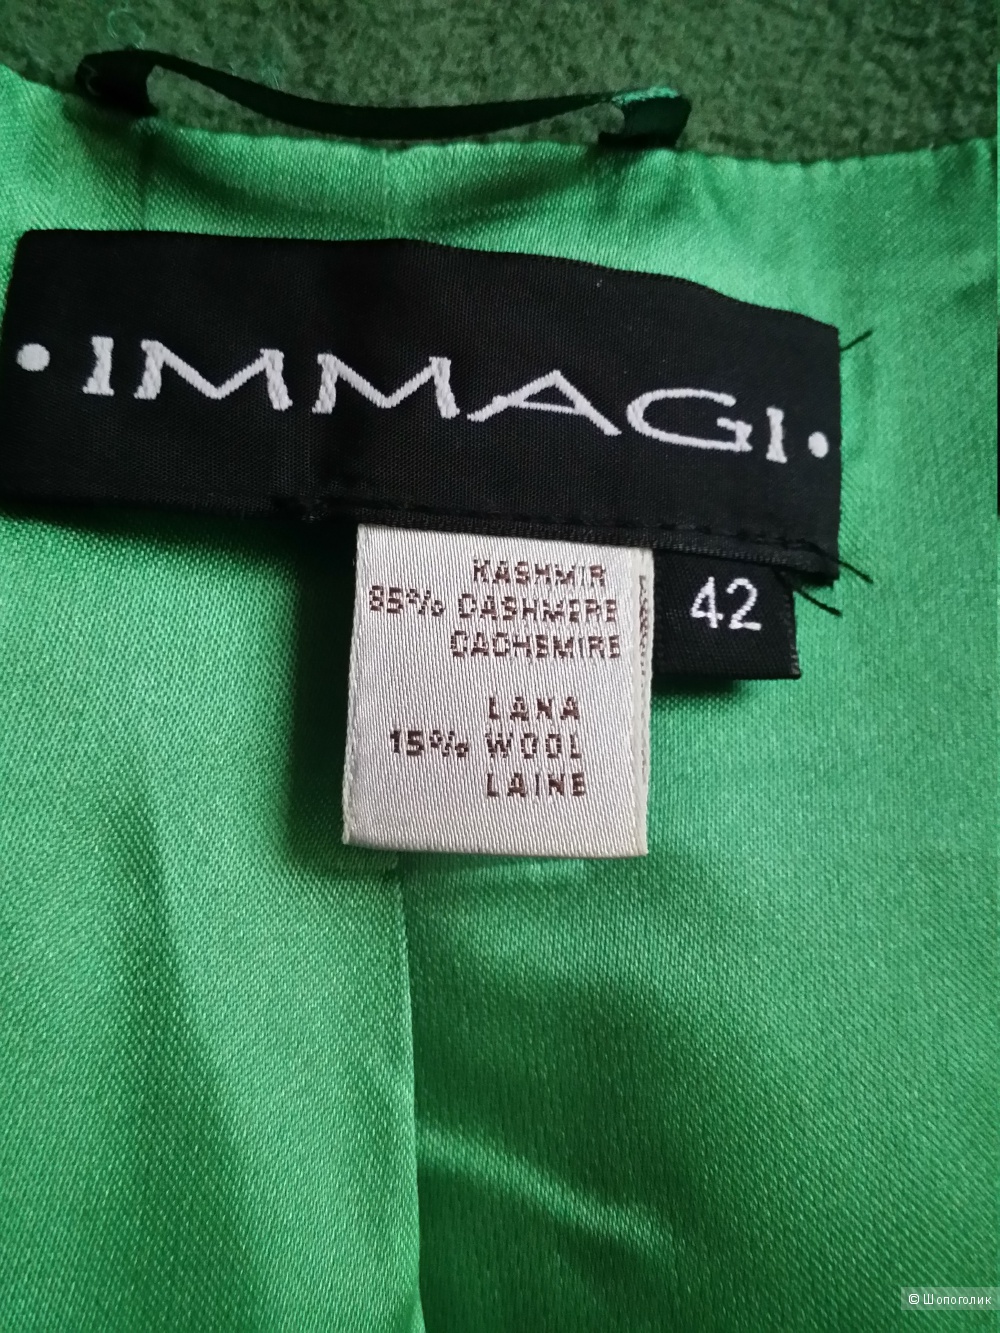 • IMMAGI •
KASHMIR
85% CASHMERE
CACHEMIRE
LANA
15% WOOL
LAINE
42
© Шопоголик